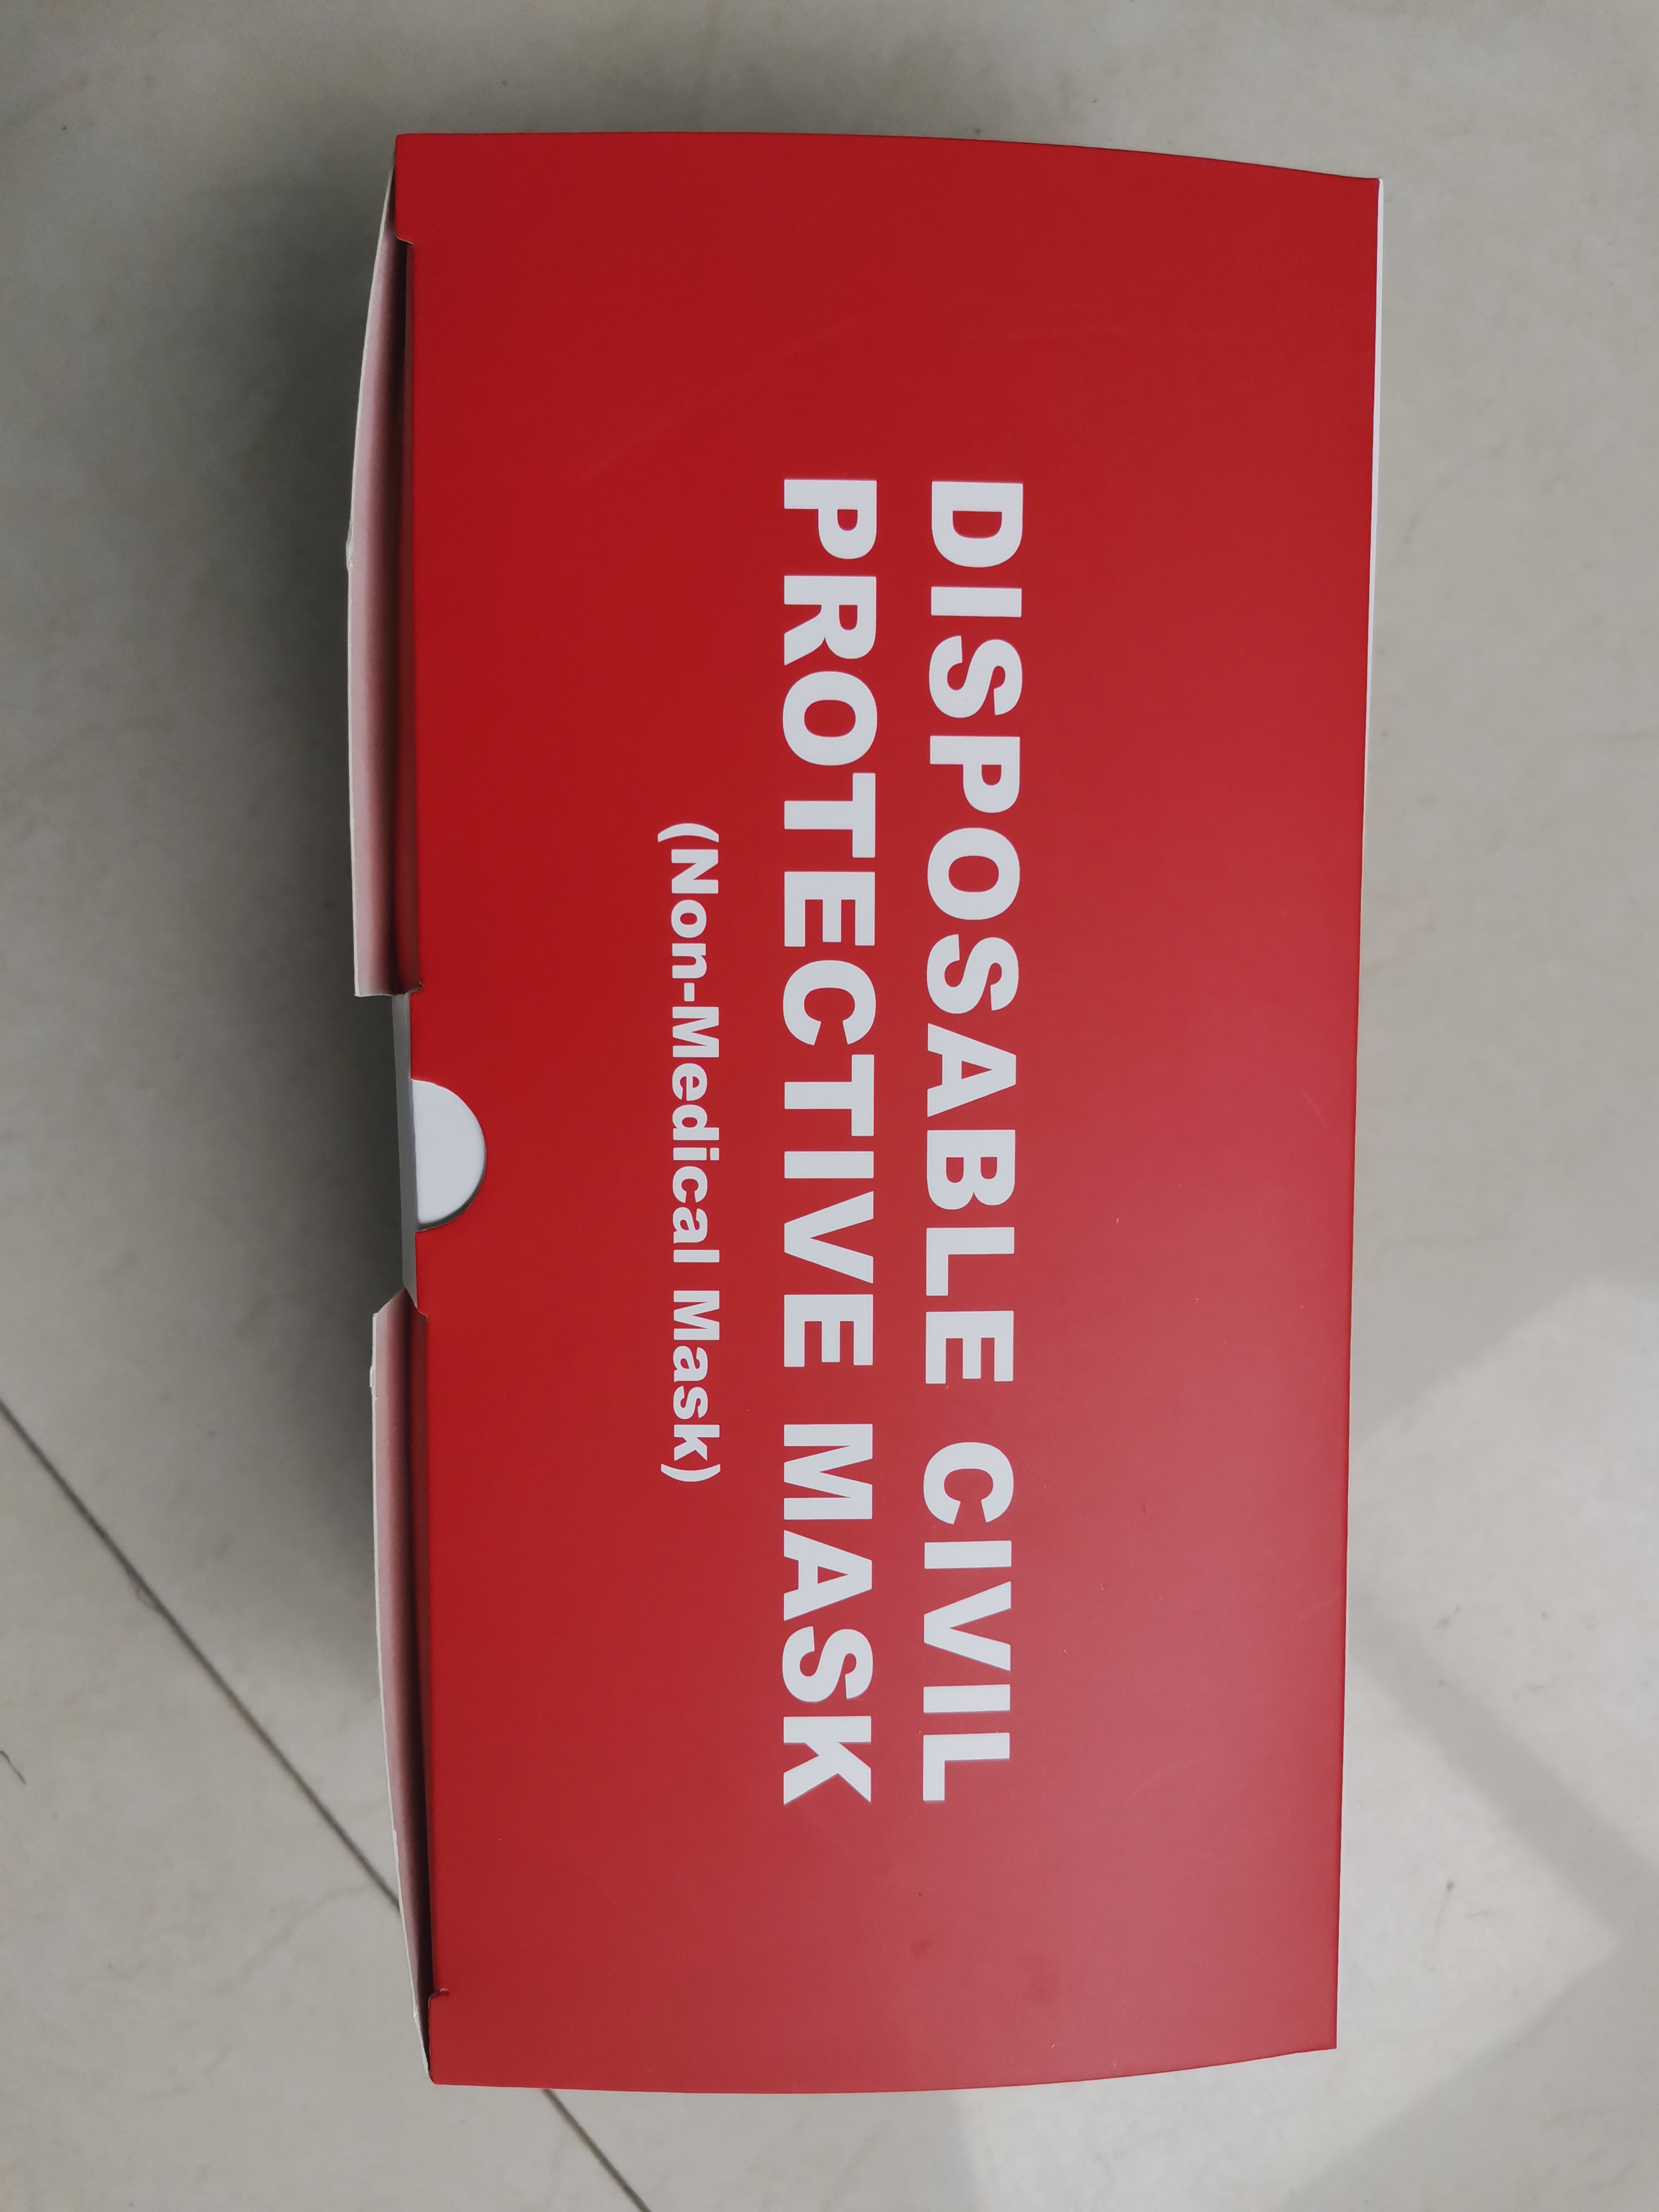 DISPOSABLE CIVIL
PROTECTIVE MASK
(Non-Medical Mask)